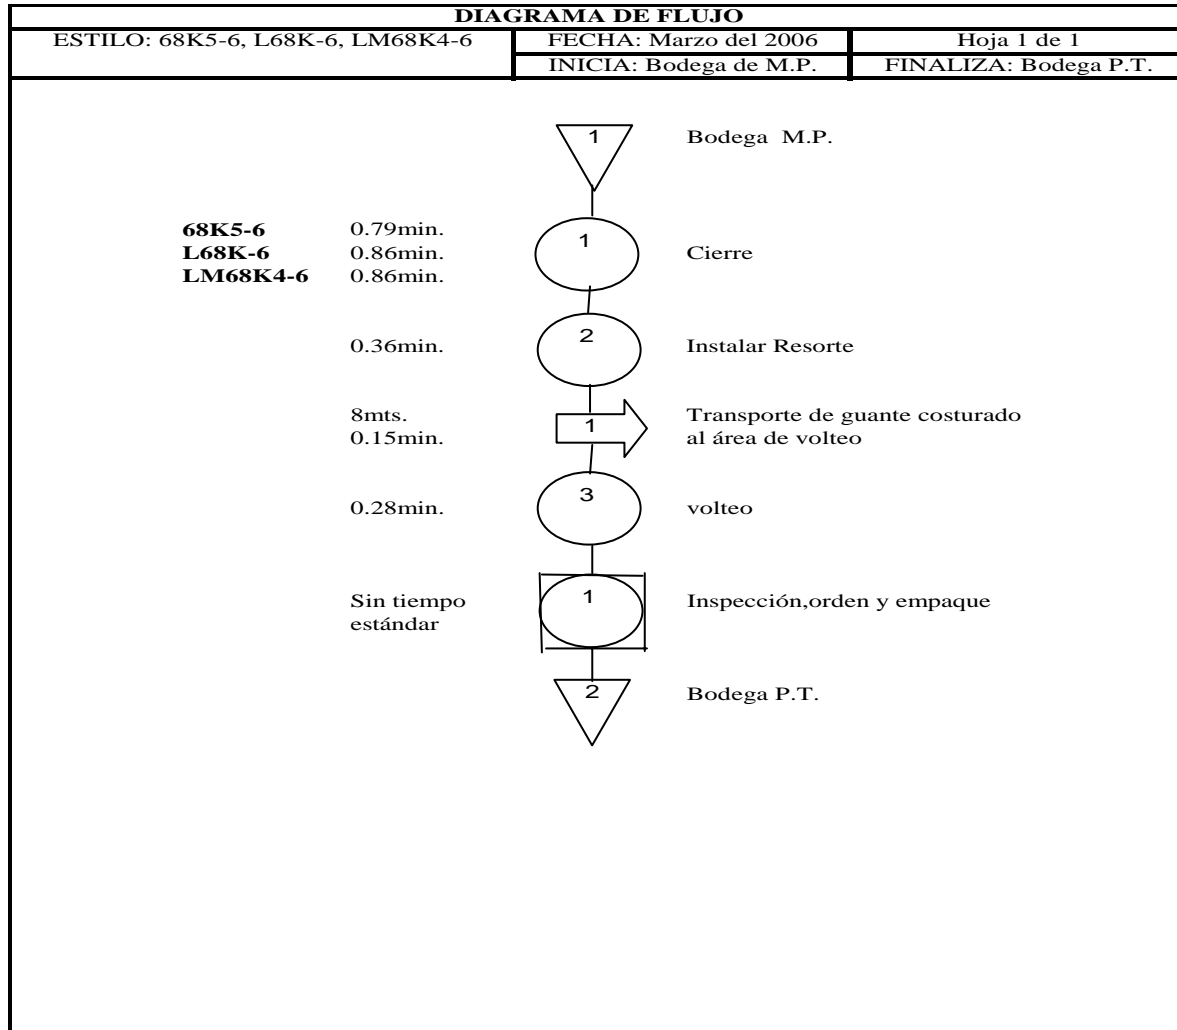 DIAGRAMA DE FLUJO
ESTILO: 68K5-6, L68K-6, LM68K4-6
FECHA: Marzo del 2006
Hoja 1 de 1
INICIA: Bodega de M.P.
FINALIZA: Bodega P.T.
1
Bodega M.P.
68K5-6 0.79min.
L68K-6 0.86min.
LM68K4-6 0.86min.
1
Cierre
0.36min.
2
Instalar Resorte
8mts.
0.15min.
1
Transporte de guante costurado
al área de volteo
0.28min.
3
volteo
Sin tiempo
estándar
1
Inspección,orden y empaque
2
Bodega P.T.